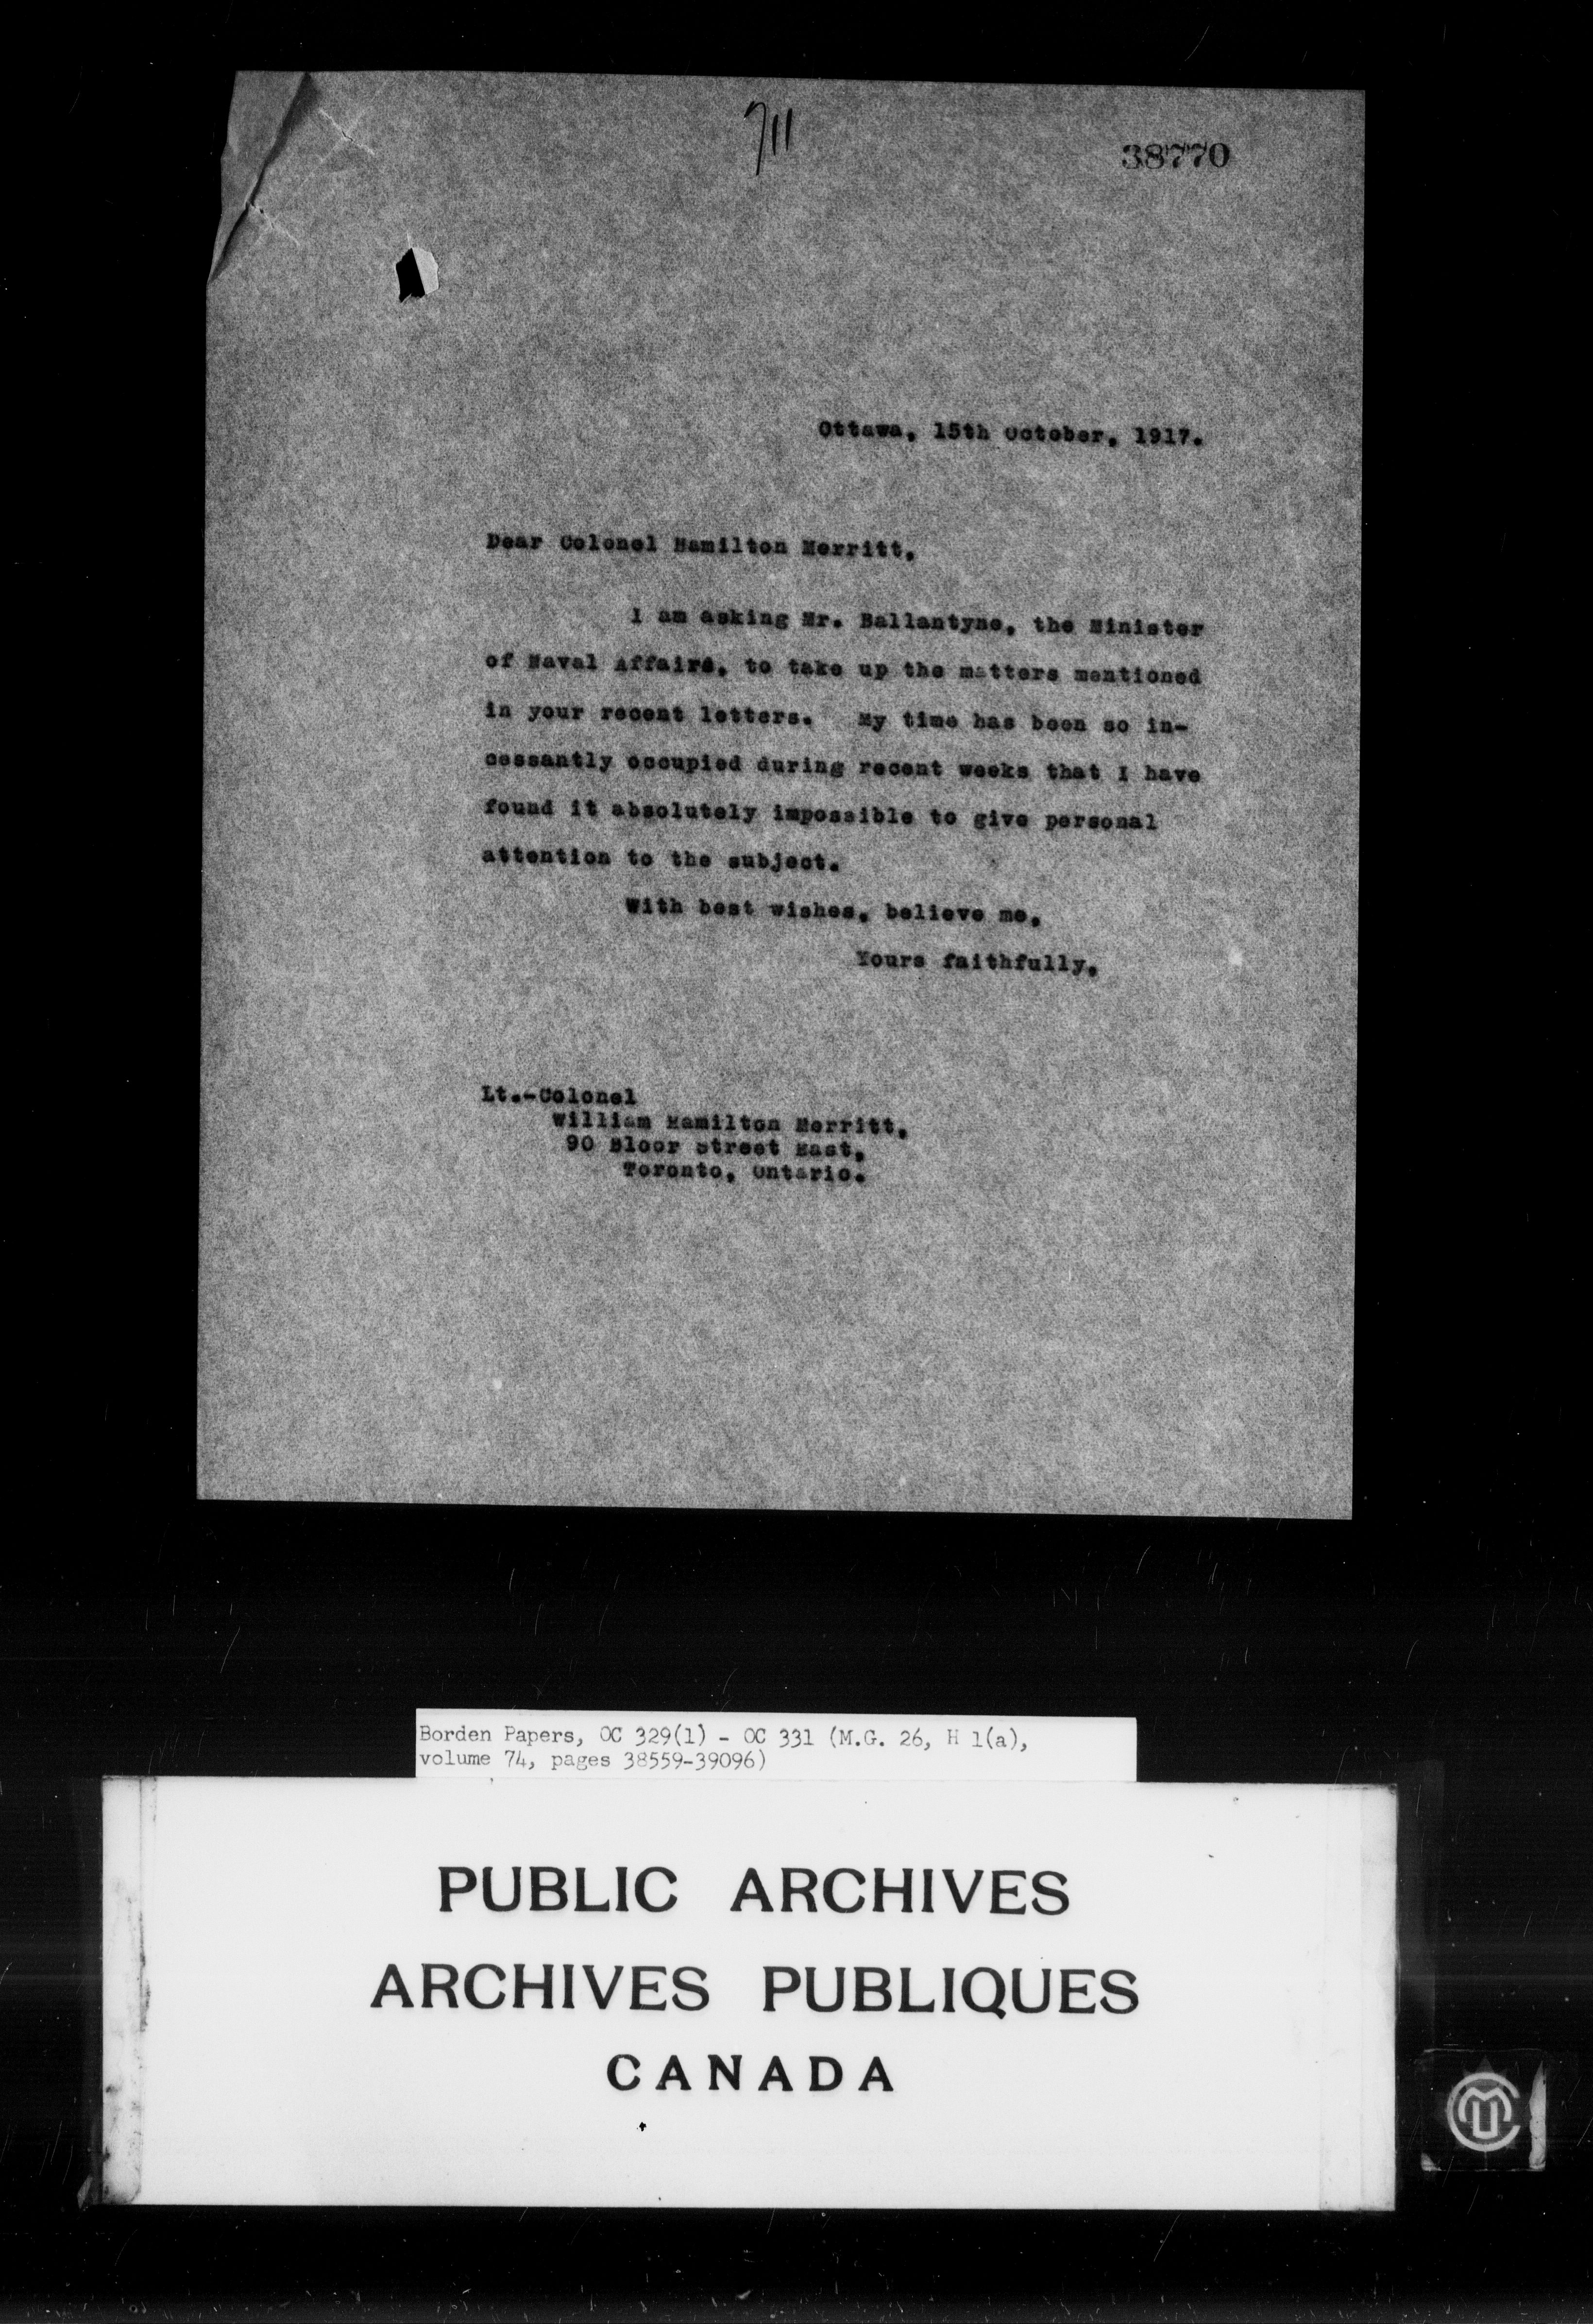 711
38770
Ottawa, 15th October, 1917.
Dear Colonel Hamilton Merritt,
I am asking Mr. Ballantyne, the Minister
of Naval Affairs, to take up the matters mentioned
in your recent letters. My time has been so in-
cessantly occupied during recent weeks that I have
found it absolutely impossible to give personal
attention to the subject.
With best wishes, believe me,
Yours faithfully,
Lt.-Colonel
William Hamilton Merritt,
90 Bloor Street East,
Toronto, Ontario.
Borden Papers, OC 329(1) - OC 331 (M.G. 26, H 1(a),
volume 74, pages 38559-39096)
PUBLIC ARCHIVES
ARCHIVES PUBLIQUES
CANADA